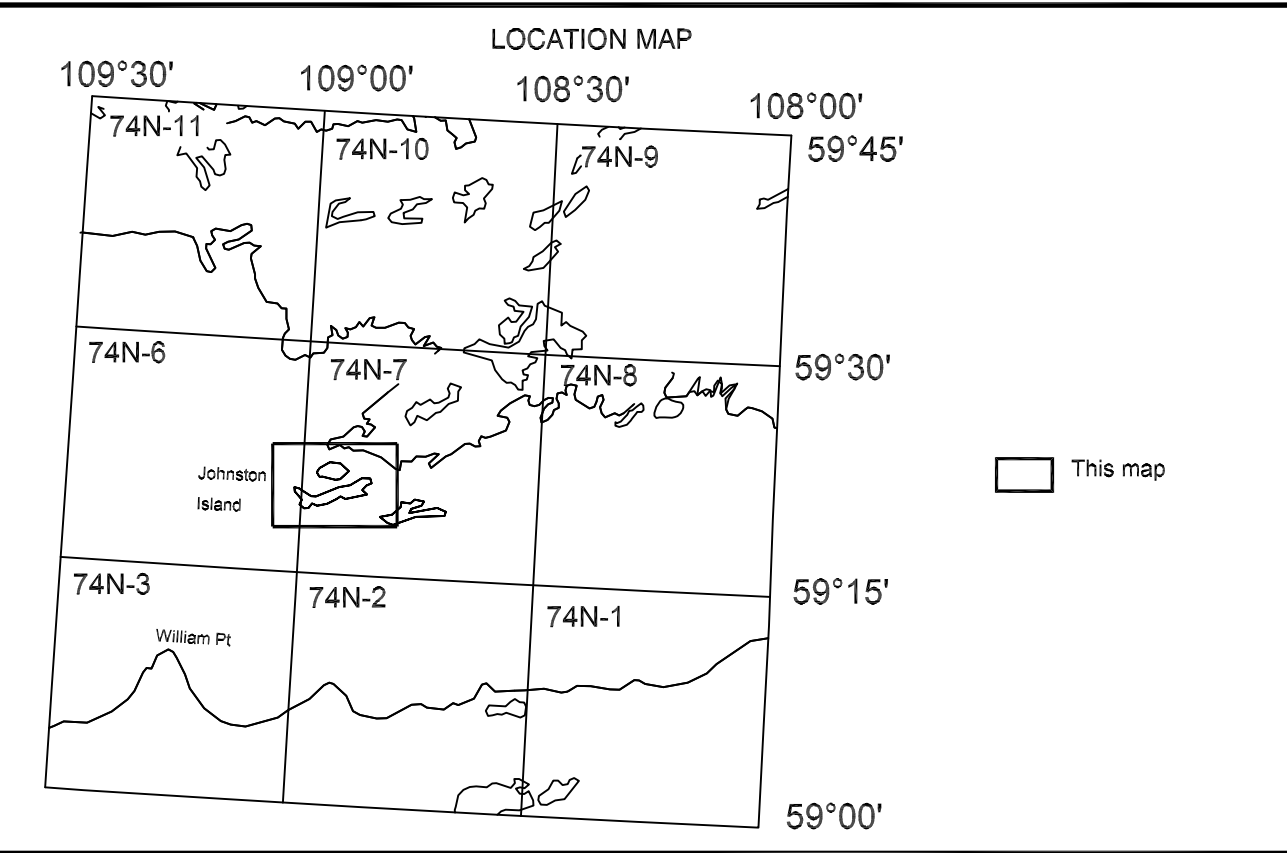 LOCATION MAP
109°30' 109°00' 108°30' 108°00'
74N-11 74N-10 74N-9 59°45'
74N-6 74N-7 74N-8 59°30'
Johnston
Island
This map
74N-3 74N-2 74N-1 59°15'
William Pt
59°00'